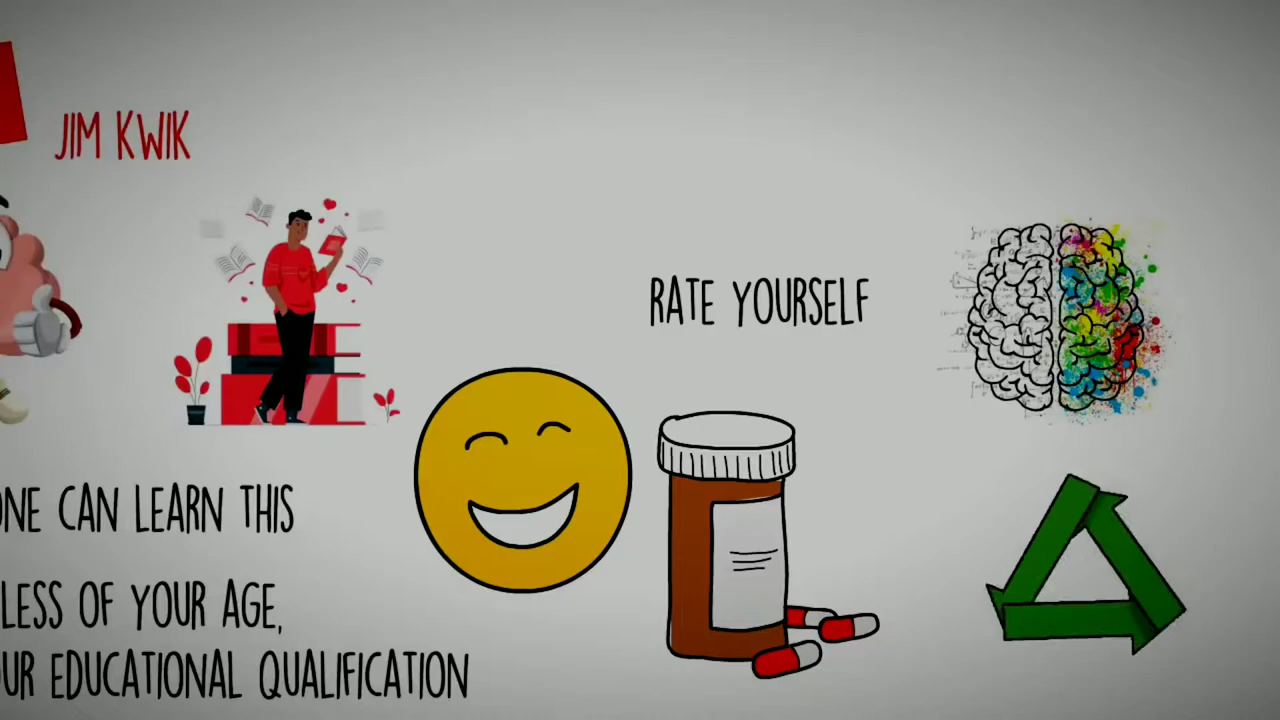 JIM KWIK
RATE YOURSELF
ONE CAN LEARN THIS
LESS OF YOUR AGE,
UR EDUCATIONAL QUALIFICATION